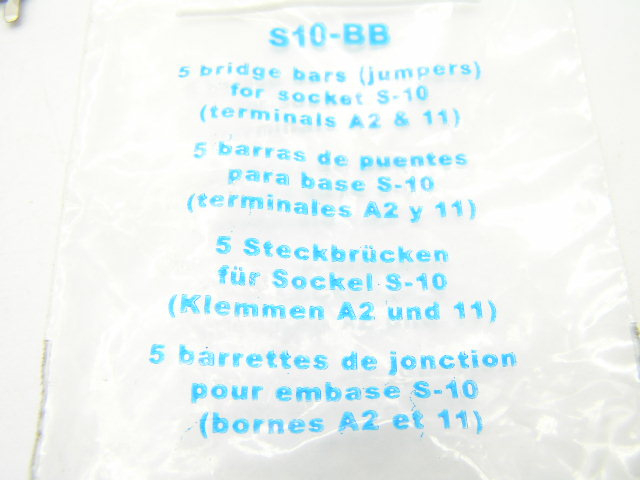 S10-BB
5 bridge bars (jumpers)
for socket S-10
(terminals A2 & 11)
5 barras de puentes
para base S-10
(terminales A2 y 11)
5 Steckbrücken
für Sockel S-10
(Klemmen A2 und 11)
5 barrettes de jonction
pour embase S-10
(bornes A2 et 11)